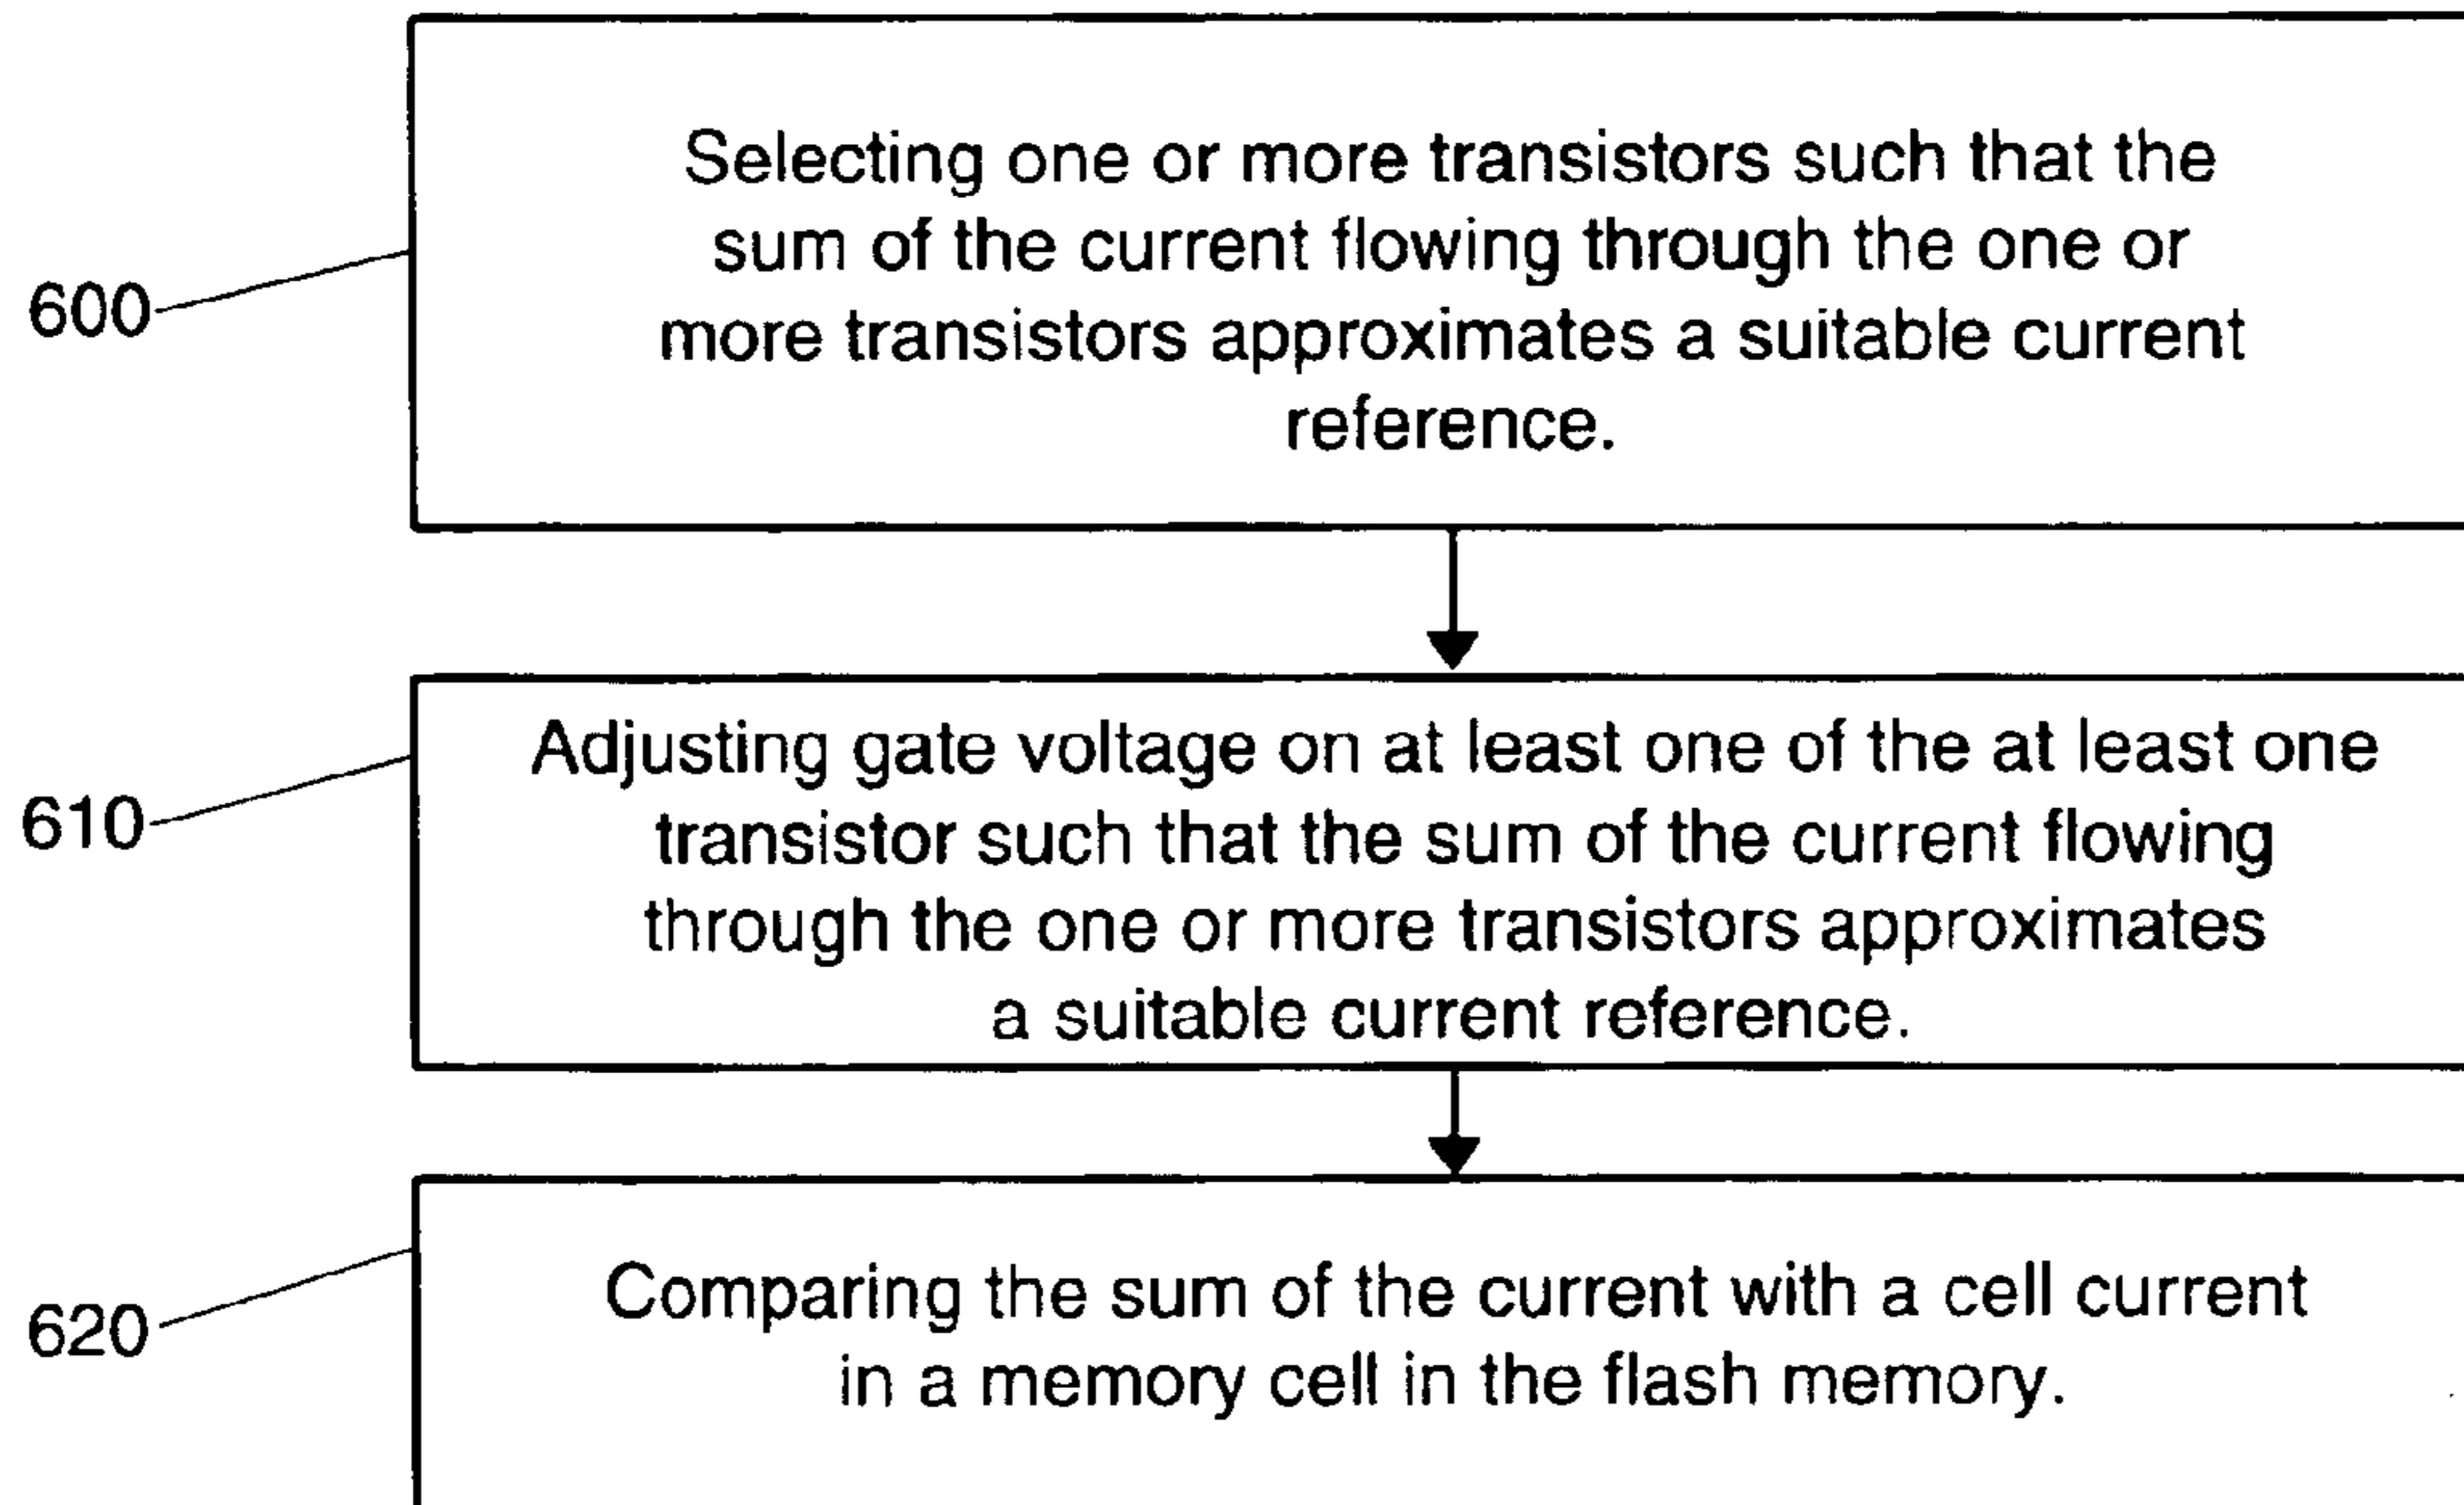 Selecting one or more transistors such that the
sum of the current flowing through the one or
more transistors approximates a suitable current
reference.
600
Adjusting gate voltage on at least one of the at least one
transistor such that the sum of the current flowing
through the one or more transistors approximates
a suitable current reference.
610
Comparing the sum of the current with a cell current
in a memory cell in the flash memory.
620